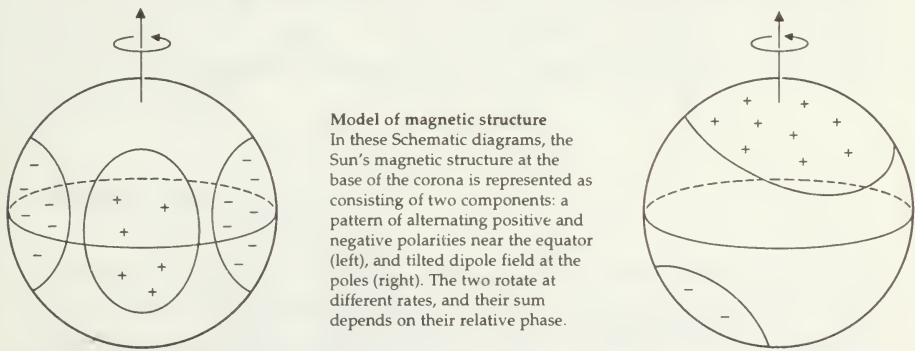 Model of magnetic structure
In these Schematic diagrams, the
Sun's magnetic structure at the
base of the corona is represented as
consisting of two components: a
pattern of alternating positive and
negative polarities near the equator
(left), and tilted dipole field at the
poles (right). The two rotate at
different rates, and their sum
depends on their relative phase.